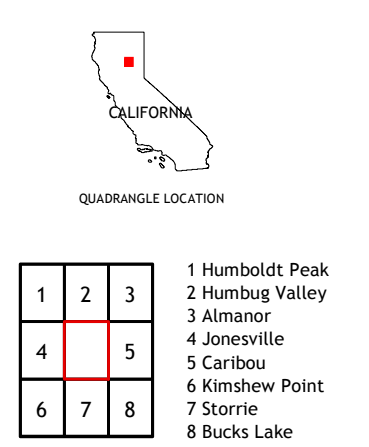 CALIFORNIA
QUADRANGLE LOCATION
1 2 3
4 5
6 7 8
1 Humboldt Peak
2 Humbug Valley
3 Almanor
4 Jonesville
5 Caribou
6 Kimshew Point
7 Storrie
8 Bucks Lake